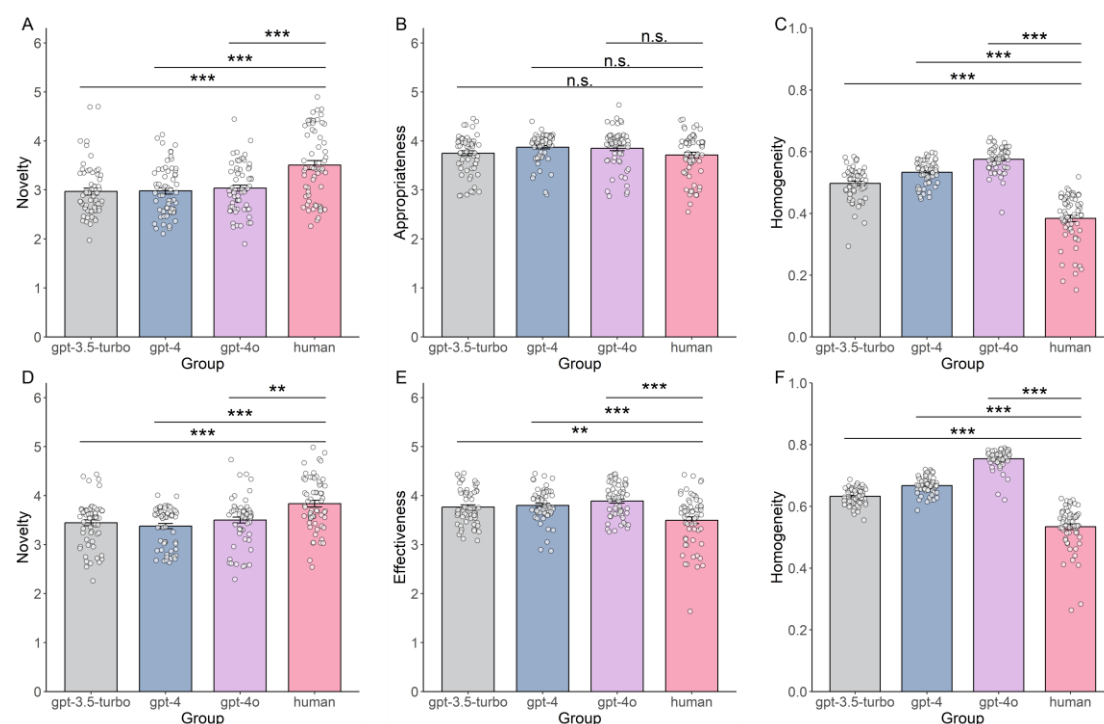 A
***
***
***
6
5
4
3
2
1
0
Novelty
gpt-3.5-turbo gpt-4 gpt-4o human
Group
B
n.s.
n.s.
n.s.
6
5
4
3
2
1
0
Appropriateness
gpt-3.5-turbo gpt-4 gpt-4o human
Group
C
***
***
***
1.0
0.8
0.6
0.4
0.2
0.0
Homogeneity
gpt-3.5-turbo gpt-4 gpt-4o human
Group
D
**
***
***
6
5
4
3
2
1
0
Novelty
gpt-3.5-turbo gpt-4 gpt-4o human
Group
E
***
***
**
6
5
4
3
2
1
0
Effectiveness
gpt-3.5-turbo gpt-4 gpt-4o human
Group
F
***
***
***
1.0
0.8
0.6
0.4
0.2
0.0
Homogeneity
gpt-3.5-turbo gpt-4 gpt-4o human
Group